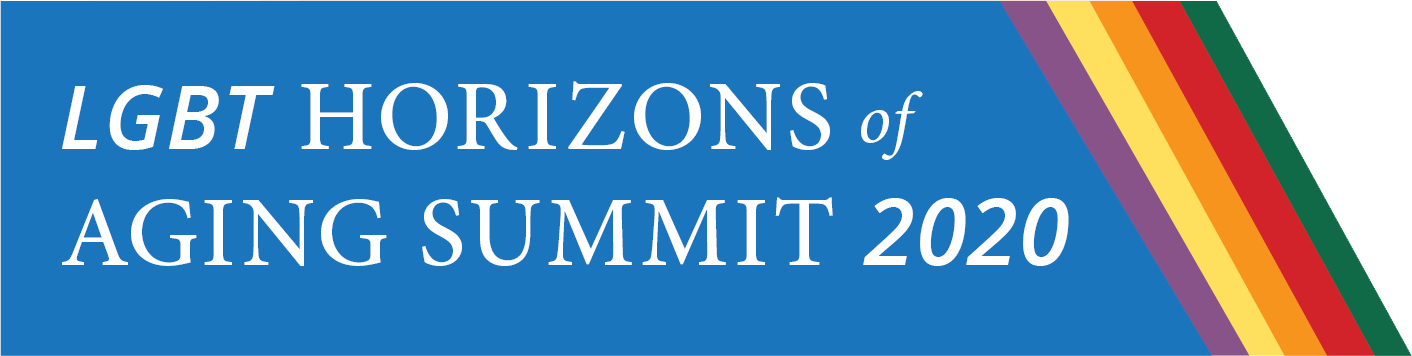 LGBT HORIZONS of
AGING SUMMIT 2020